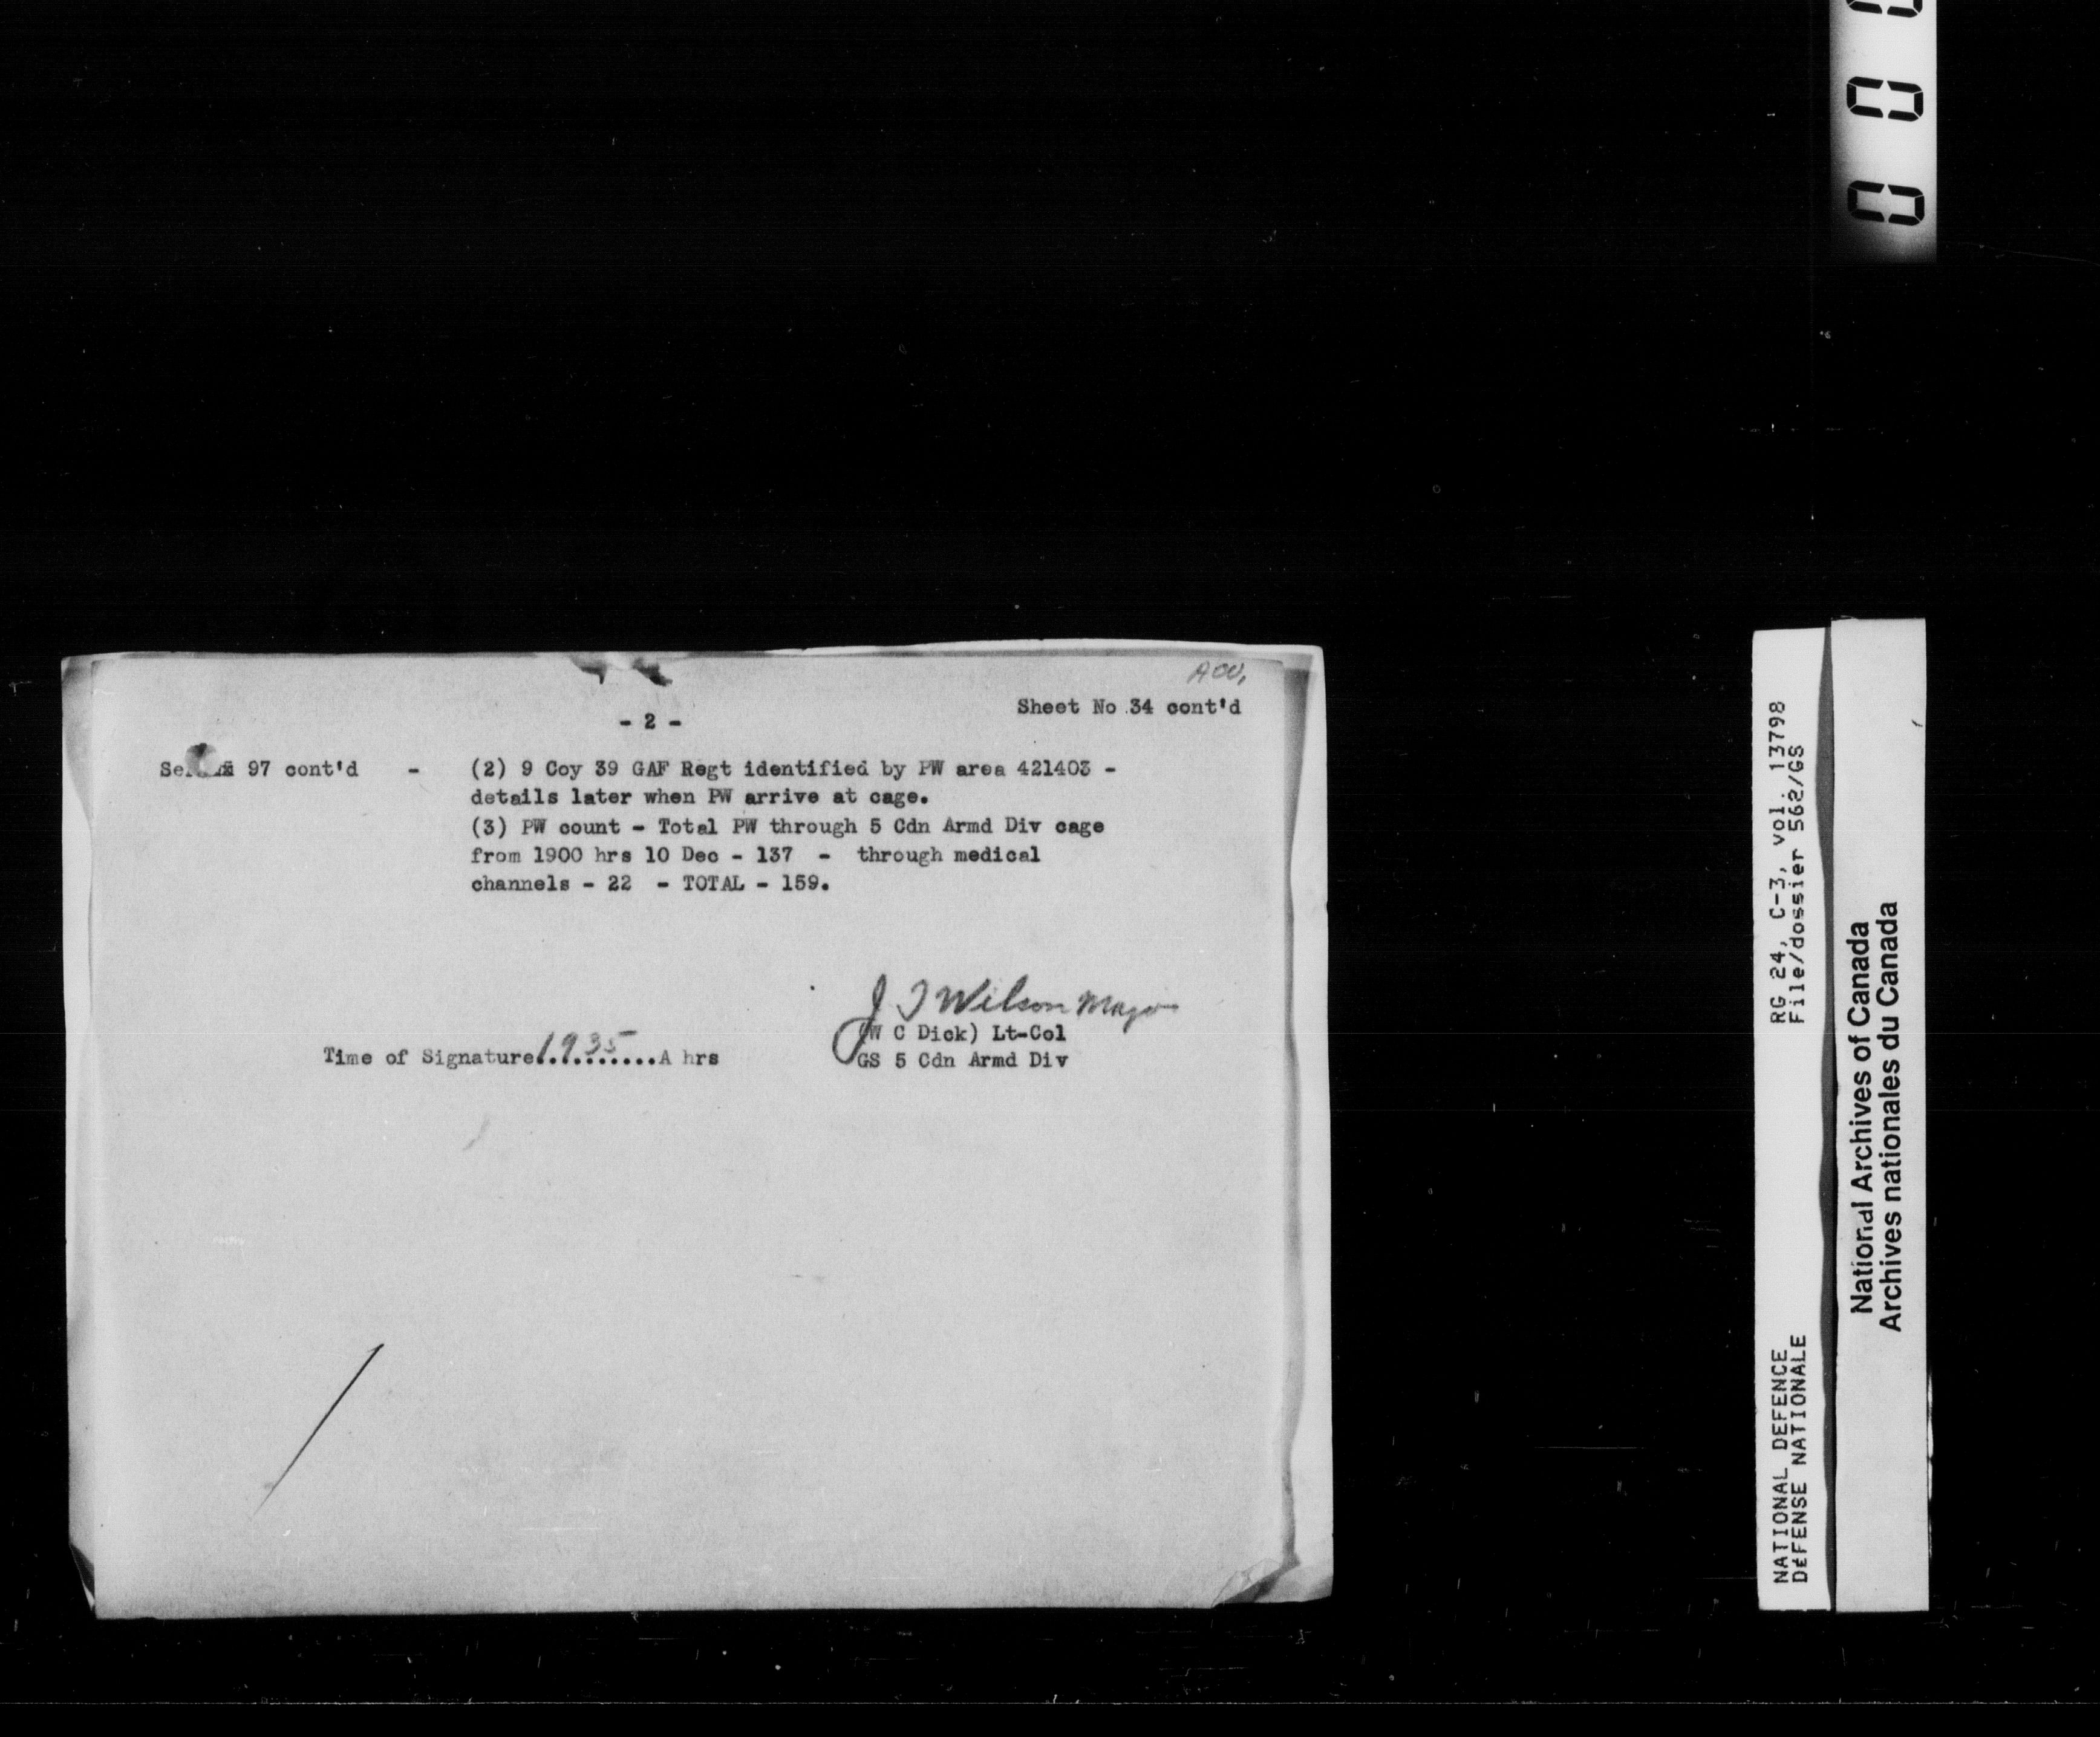 Sheet No 34 cont'd
- 2 -
97 cont'd - (2) 9 Coy 39 GAF Regt identified by PW area 421403 -
details later when PW arrive at cage.
(3) PW count - Total PW through 5 Cdn Armd Div cage
from 1900 hrs 10 Dec - 137 - through medical
channels - 22 - TOTAL - 159.
J T Wilson Major
(W C Dick) Lt-Col
Time of Signature 1935..........A hrs
GS 5 Cdn Armd Div
RG 24, C-3, vol. 13798
File/dossier 562/GS
NATIONAL DEFENCE
DÉFENSE NATIONALE
National Archives of Canada
Archives nationales du Canada